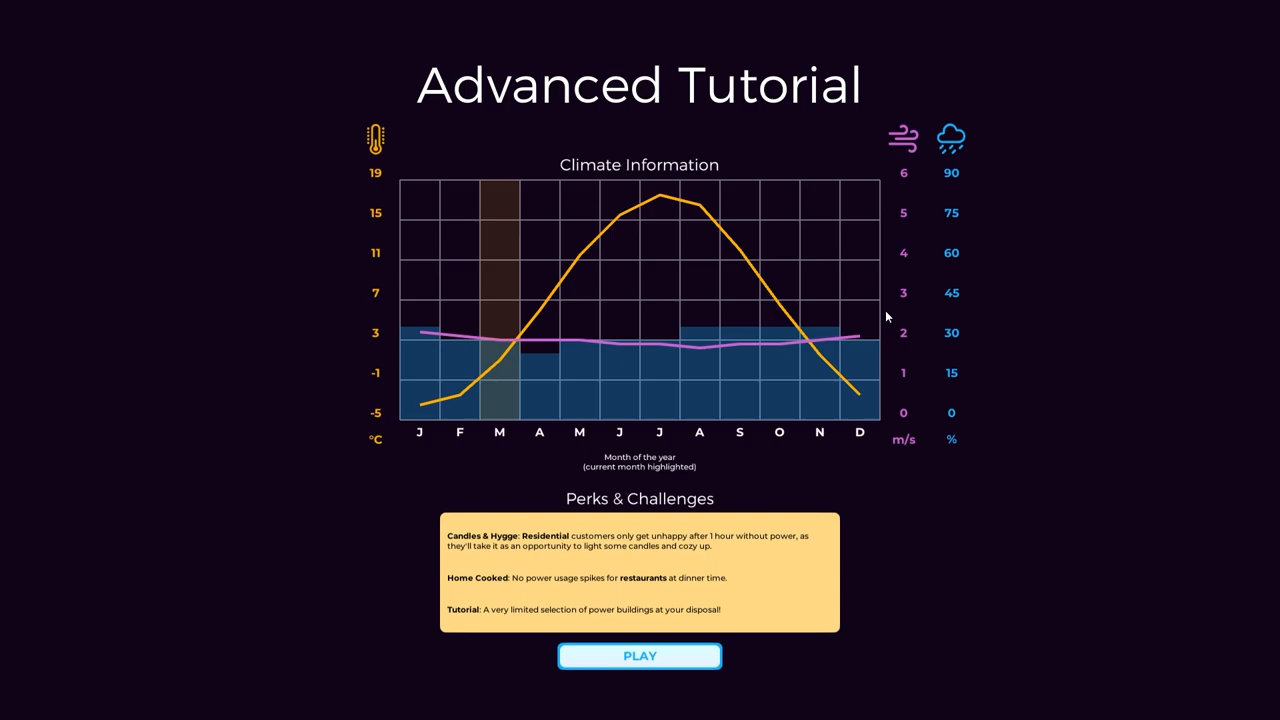 Advanced Tutorial
Climate Information
19 6 90
15 5 75
11 4 60
7 3 45
3 2 30
-1 1 15
-5 0 0
°C J F M A M J J A S O N D m/s %
Month of the year
(current month highlighted)
Perks & Challenges
Candles & Hygge: Residential customers only get unhappy after 1 hour without power, as
they'll take it as an opportunity to light some candles and cozy up.
Home Cooked: No power usage spikes for restaurants at dinner time.
Tutorial: A very limited selection of power buildings at your disposal!
PLAY